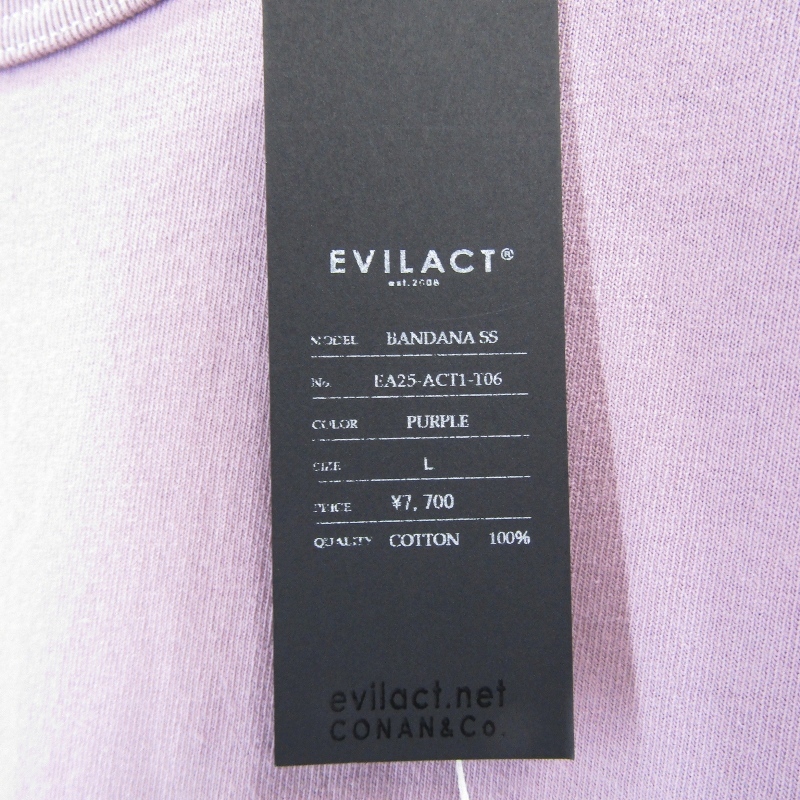 EVILACT®
est.2008
MODEL BANDANA SS
No. EA25-ACT1-T06
COLOR PURPLE
SIZE L
PRICE ¥7,700
QUALITY COTTON 100%
evilact.net
CONAN&Co.